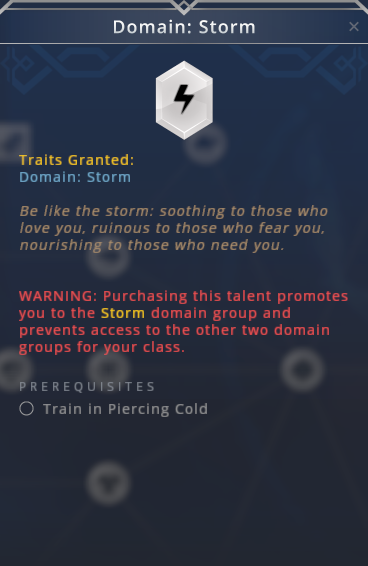 Domain: Storm
Traits Granted:
Domain: Storm
Be like the storm: soothing to those who
love you, ruinous to those who fear you,
nourishing to those who need you.
WARNING: Purchasing this talent promotes
you to the Storm domain group and
prevents access to the other two domain
groups for your class.
PREREQUISITES
Train in Piercing Cold